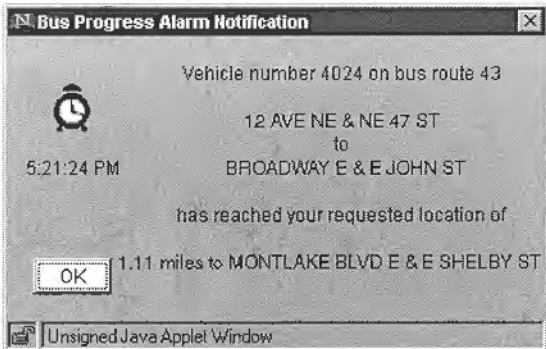 Bus Progress Alarm Notification
Vehicle number 4024 on bus route 43
12 AVE NE & NE 47 ST
to
5:21:24 PM
BROADWAY E & E JOHN ST
has reached your requested location of
1.11 miles to MONTLAKE BLVD E & E SHELBY ST
OK
Unsigned Java Applet Window